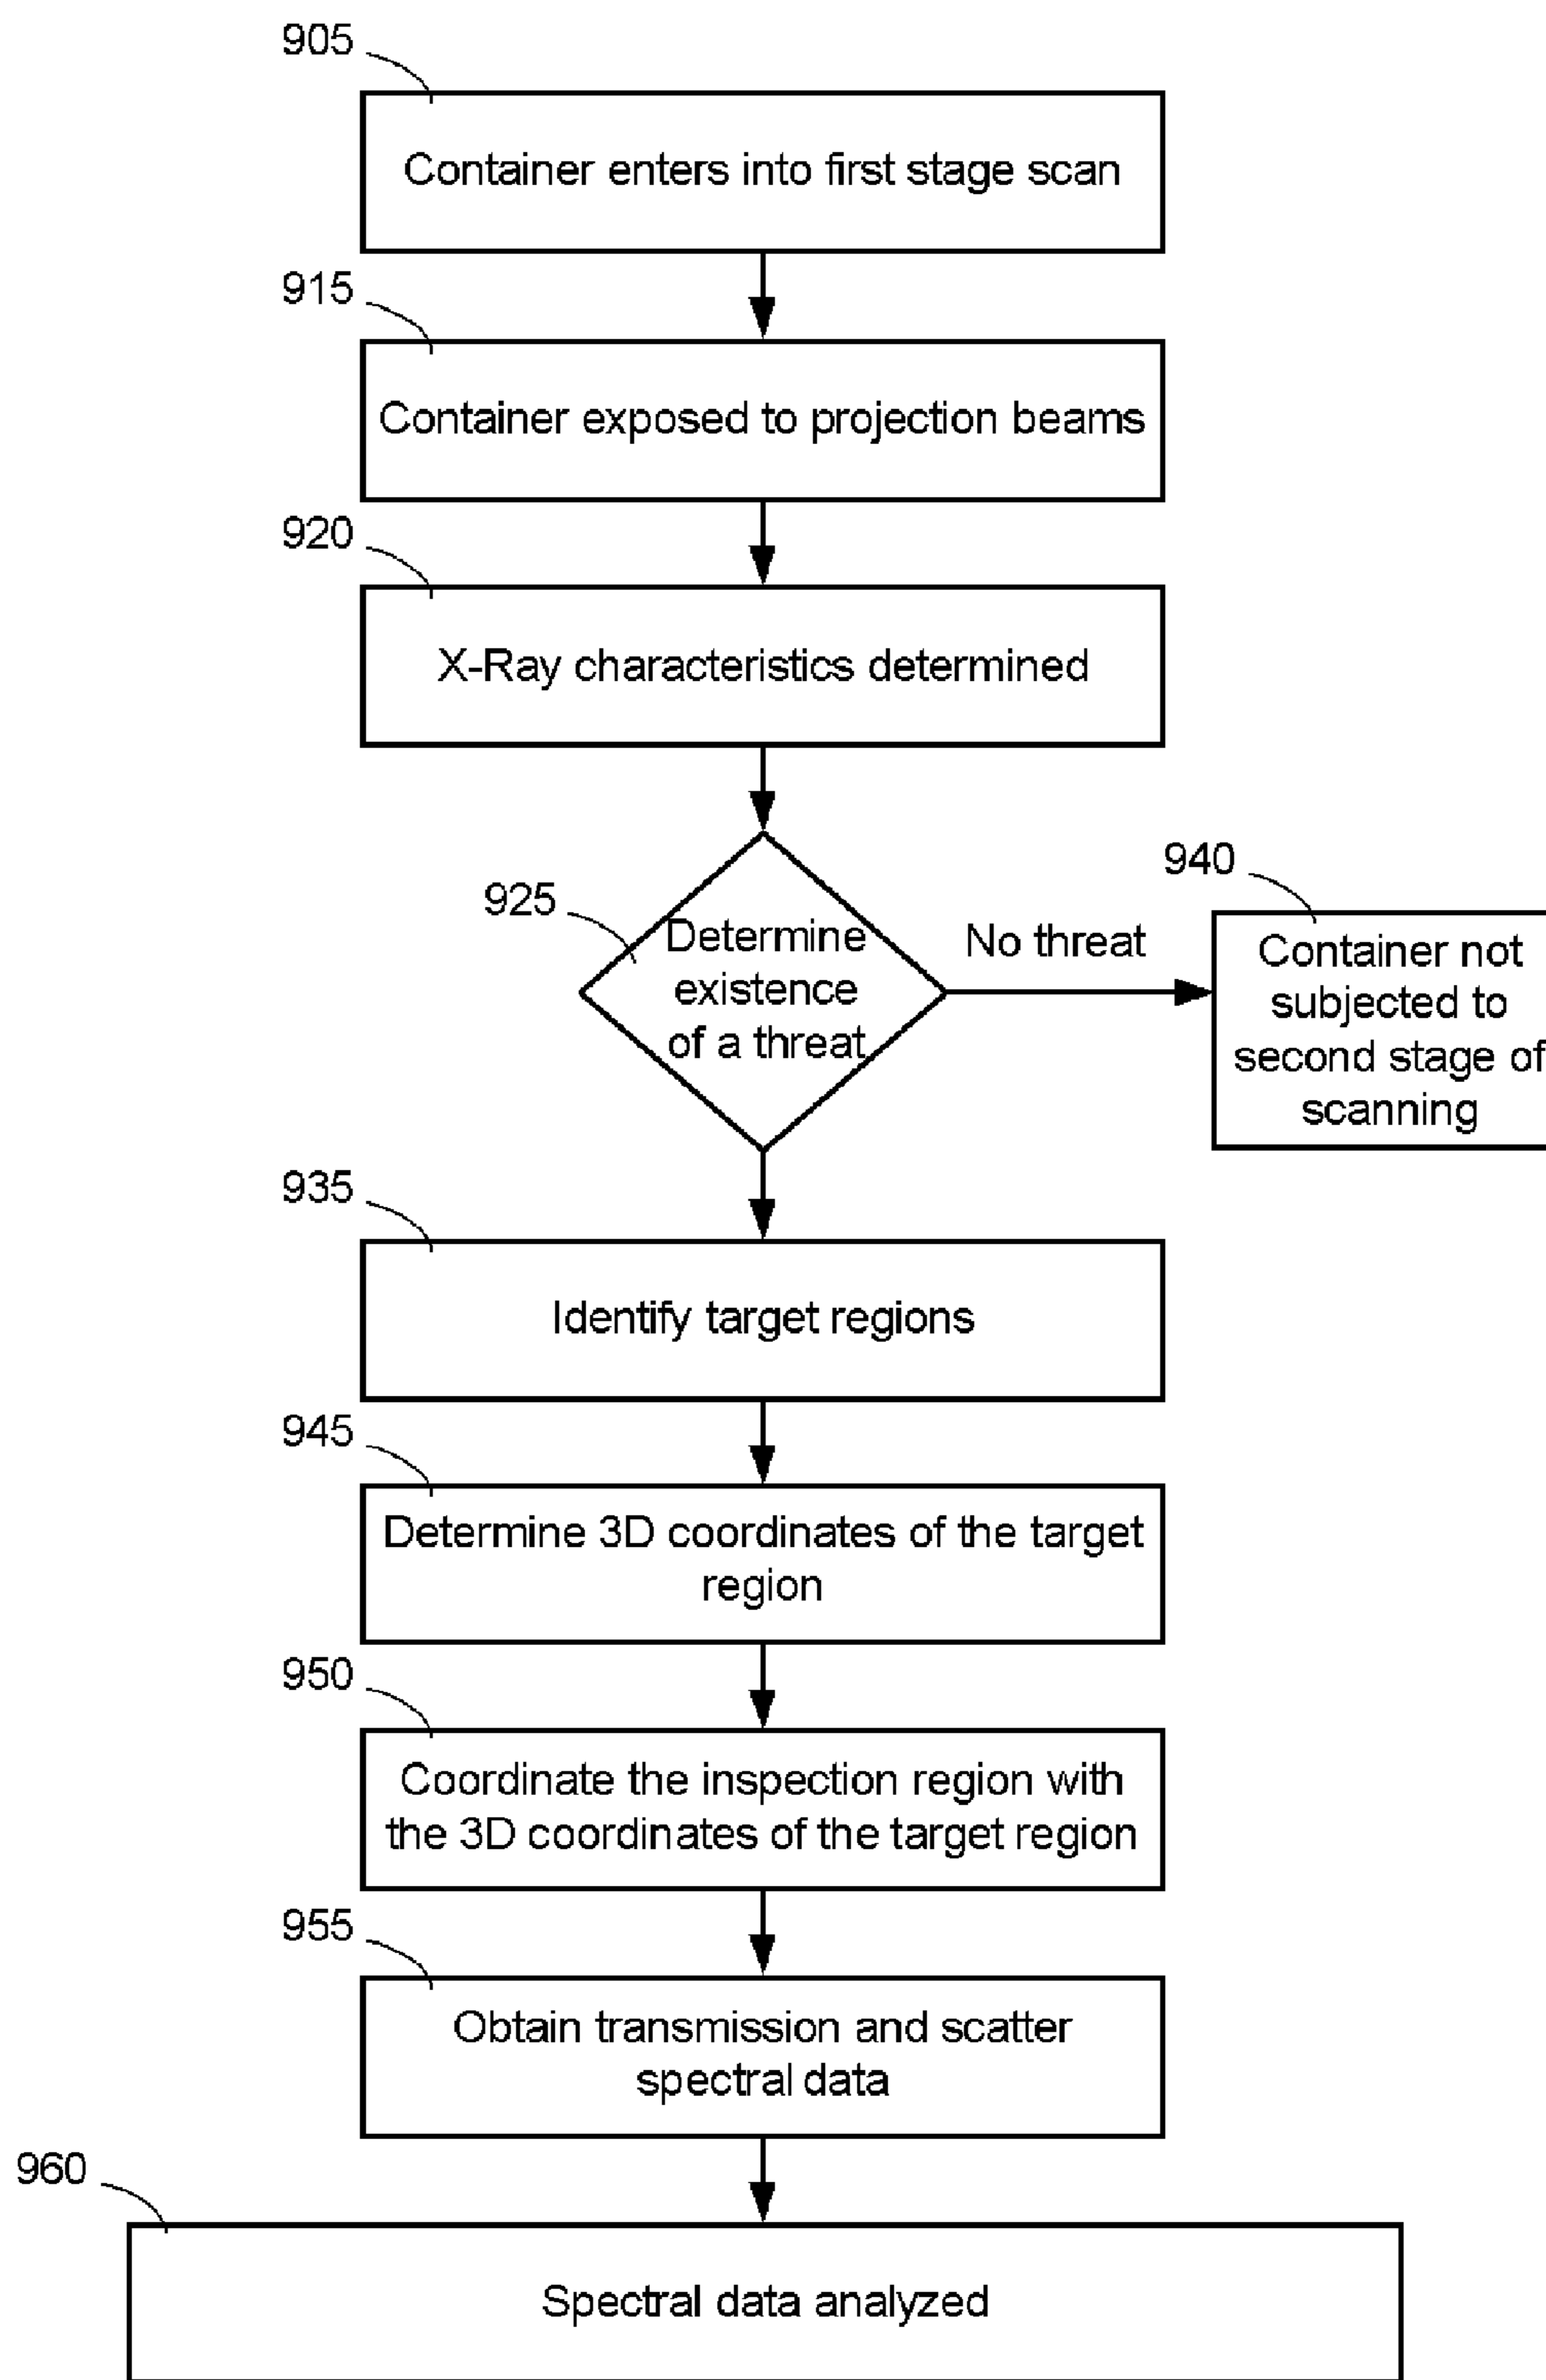 905
Container enters into first stage scan
915
Container exposed to projection beams
920
X-Ray characteristics determined
925
Determine
existence
of a threat
No threat
940
Container not
subjected to
second stage of
scanning
935
Identify target regions
945
Determine 3D coordinates of the target
region
950
Coordinate the inspection region with
the 3D coordinates of the target region
955
Obtain transmission and scatter
spectral data
960
Spectral data analyzed